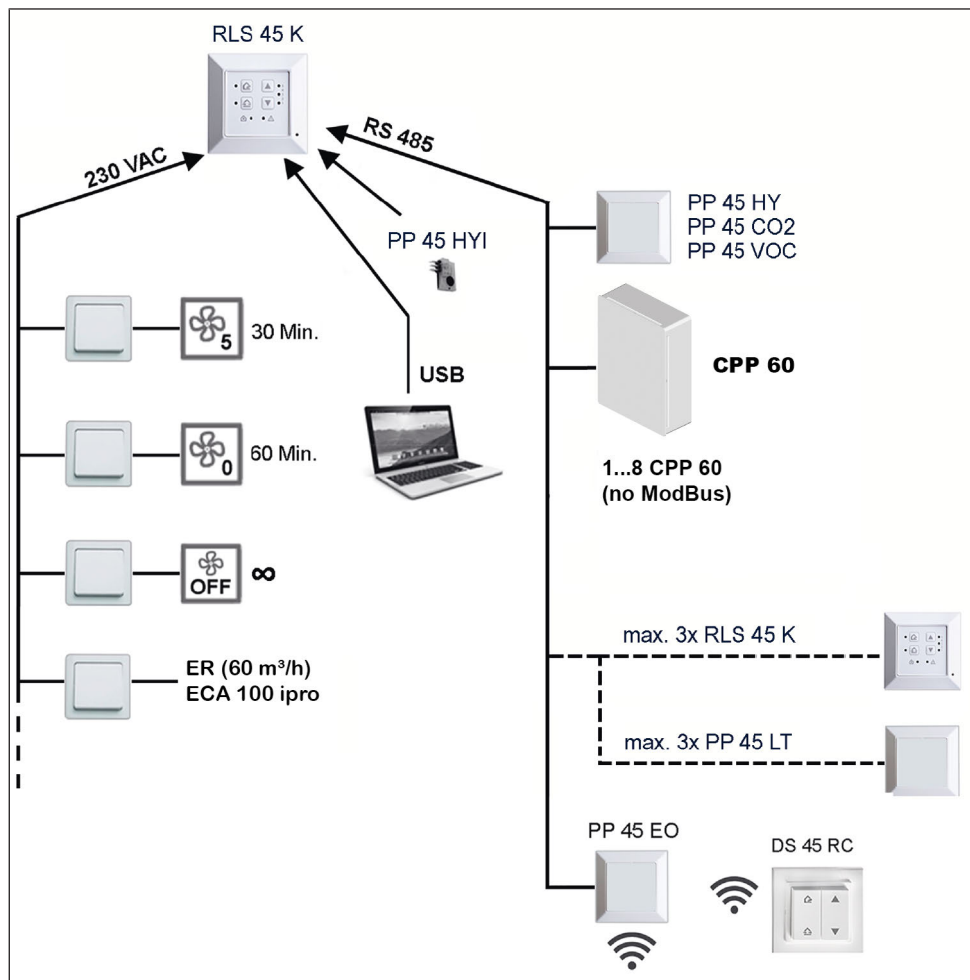 RLS 45 K
230 VAC
RS 485
PP 45 HYI
USB
PP 45 HY
PP 45 CO2
PP 45 VOC
5
30 Min.
0
60 Min.
OFF
∞
ER (60 m³/h)
ECA 100 ipro
CPP 60
1...8 CPP 60
(no ModBus)
max. 3x RLS 45 K
max. 3x PP 45 LT
PP 45 EO
DS 45 RC